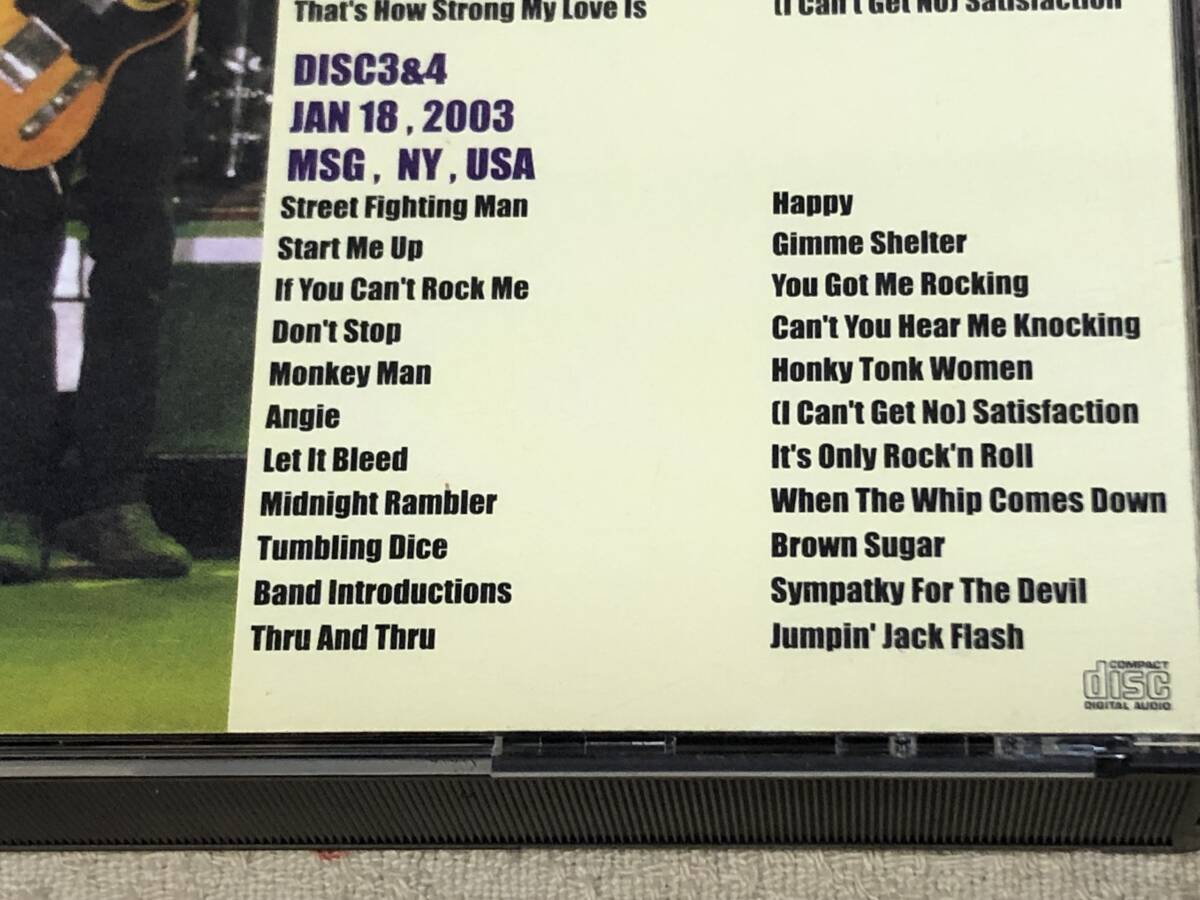 That's How Strong My Love Is
(I Can't Get No) Satisfaction
DISC3&4
JAN 18 , 2003
MSG , NY , USA
Street Fighting Man
Start Me Up
If You Can't Rock Me
Don't Stop
Monkey Man
Angie
Let It Bleed
Midnight Rambler
Tumbling Dice
Band Introductions
Thru And Thru
Happy
Gimme Shelter
You Got Me Rocking
Can't You Hear Me Knocking
Honky Tonk Women
(I Can't Get No) Satisfaction
It's Only Rock'n Roll
When The Whip Comes Down
Brown Sugar
Sympatky For The Devil
Jumpin' Jack Flash
COMPACT
disc
DIGITAL AUDIO